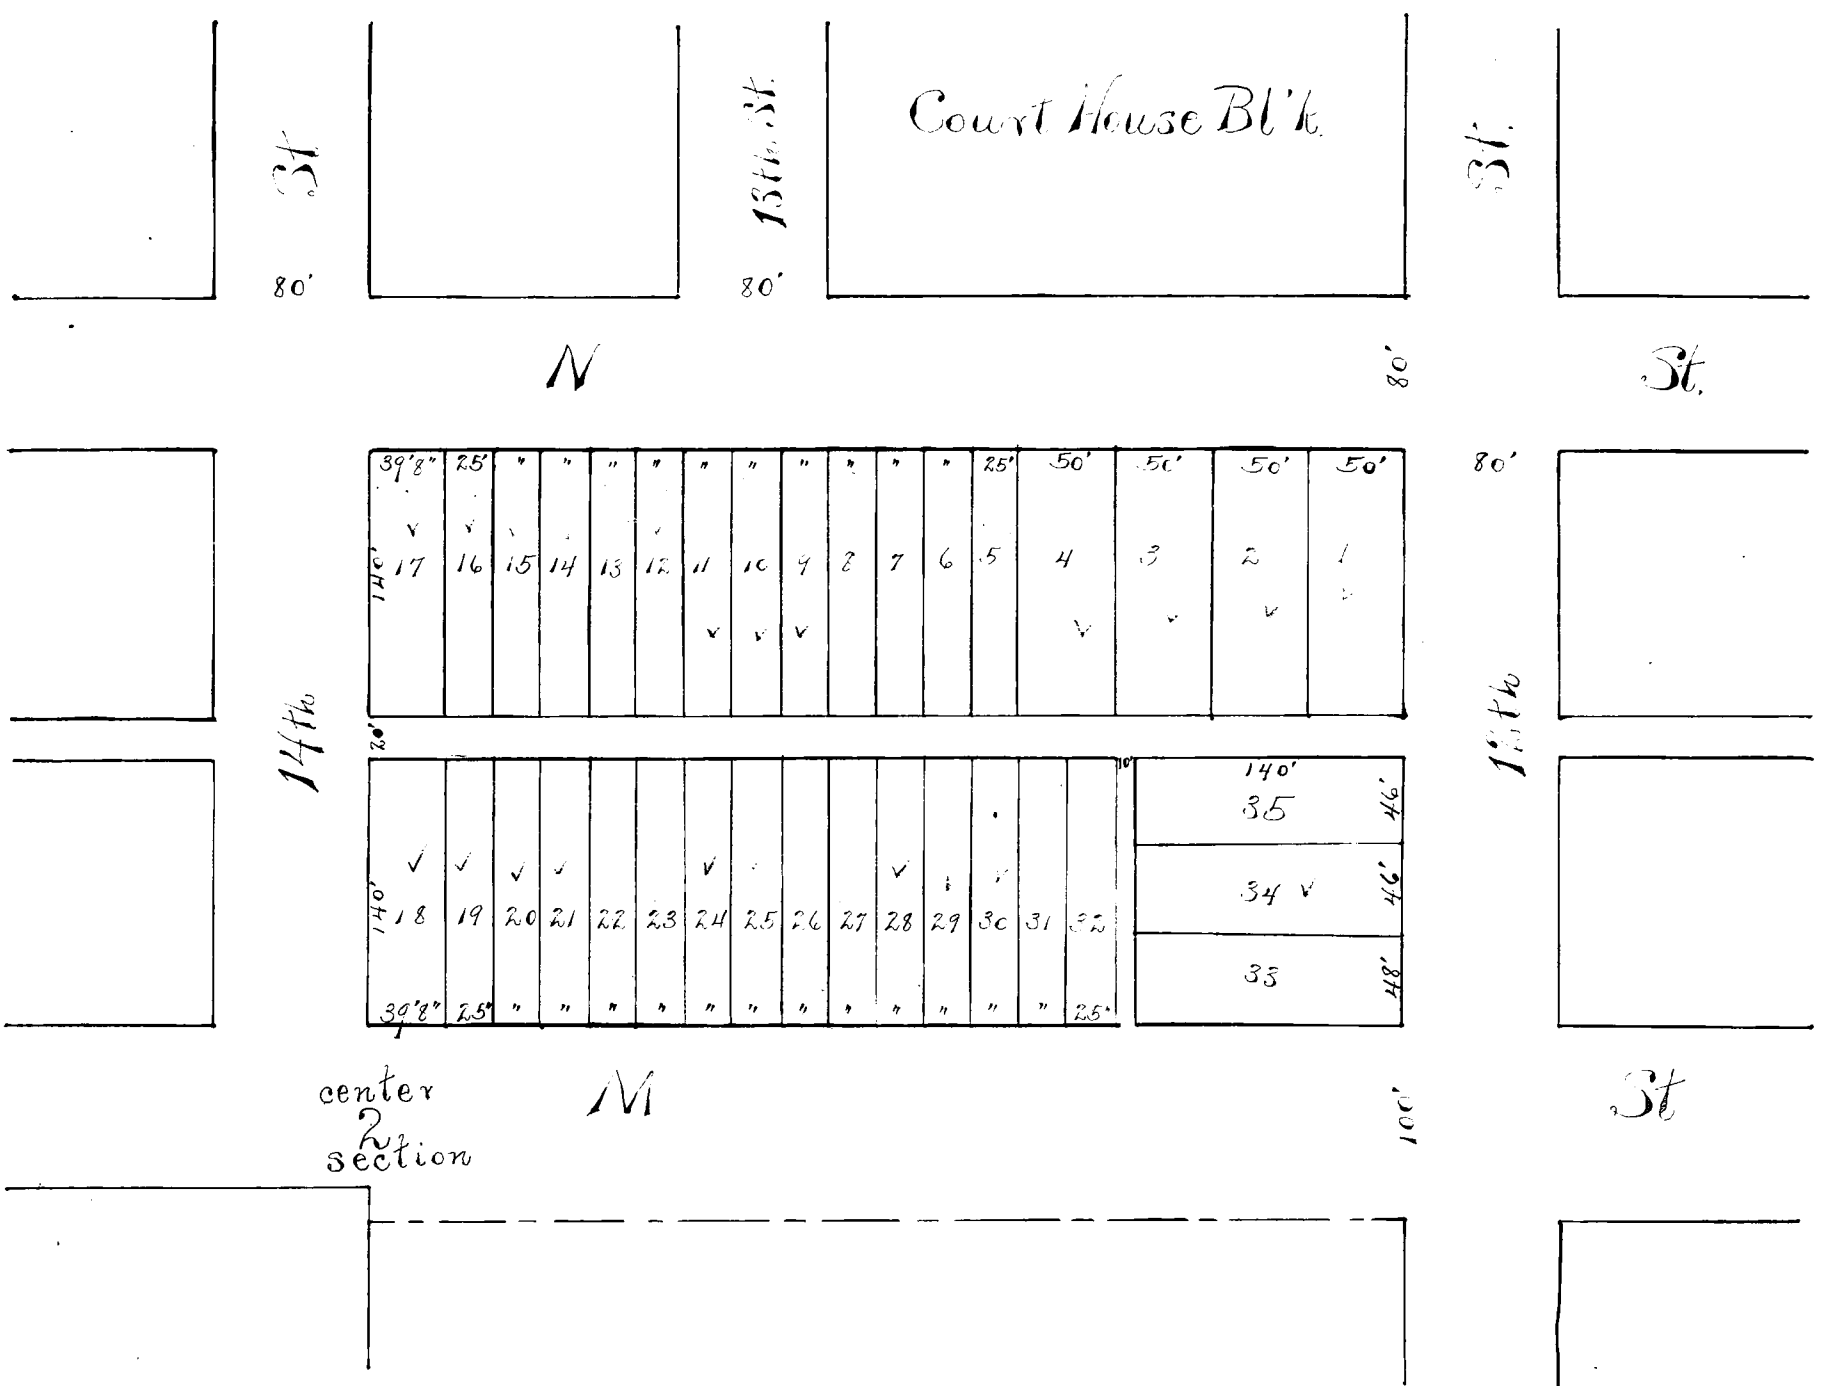 Court House Bl'k.
St.
13th. St.
St.
80'
80'
N
80'
St.
39'8" 25' " " " " " " " " " " 25' 50' 50' 50' 50'
80'
140'
17 16 15 14 13 12 11 10 9 8 7 6 5 4 3 2 1
14th
20'
12th
10'
140'
35
46'
34
46'
140'
18 19 20 21 22 23 24 25 26 27 28 29 30 31 32
33
48'
39'8" 25' " " " " " " " " " " " " 25'
center
2
section
M
100'
St